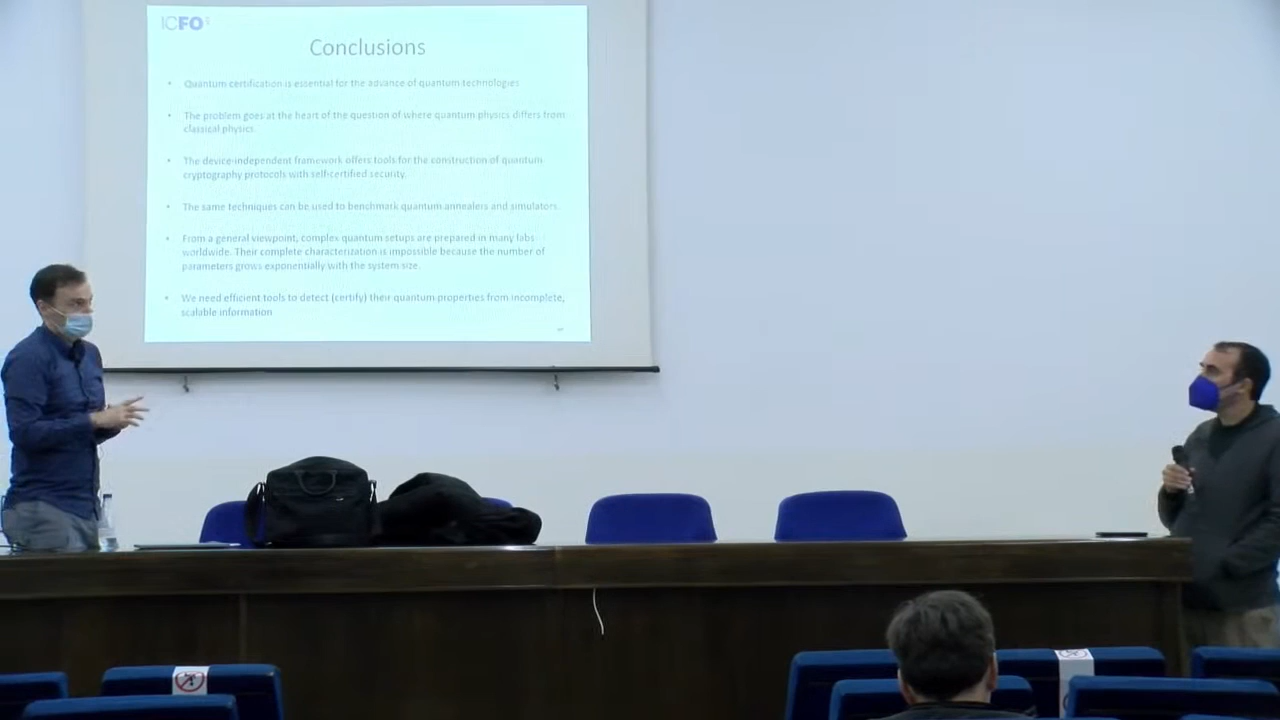 ICFO
Conclusions
• Quantum certification is essential for the advance of quantum technologies
• The problem goes at the heart of the question of where quantum physics differs from
classical physics
• The device-independent framework offers tools for the construction of quantum
cryptography protocols with self-certified security.
• The same techniques can be used to benchmark quantum annealers and simulators.
• From a general viewpoint, complex quantum setups are prepared in many labs
worldwide. Their complete characterization is impossible because the number of
parameters grows exponentially with the system size.
• We need efficient tools to detect (certify) their quantum properties from incomplete,
scalable information